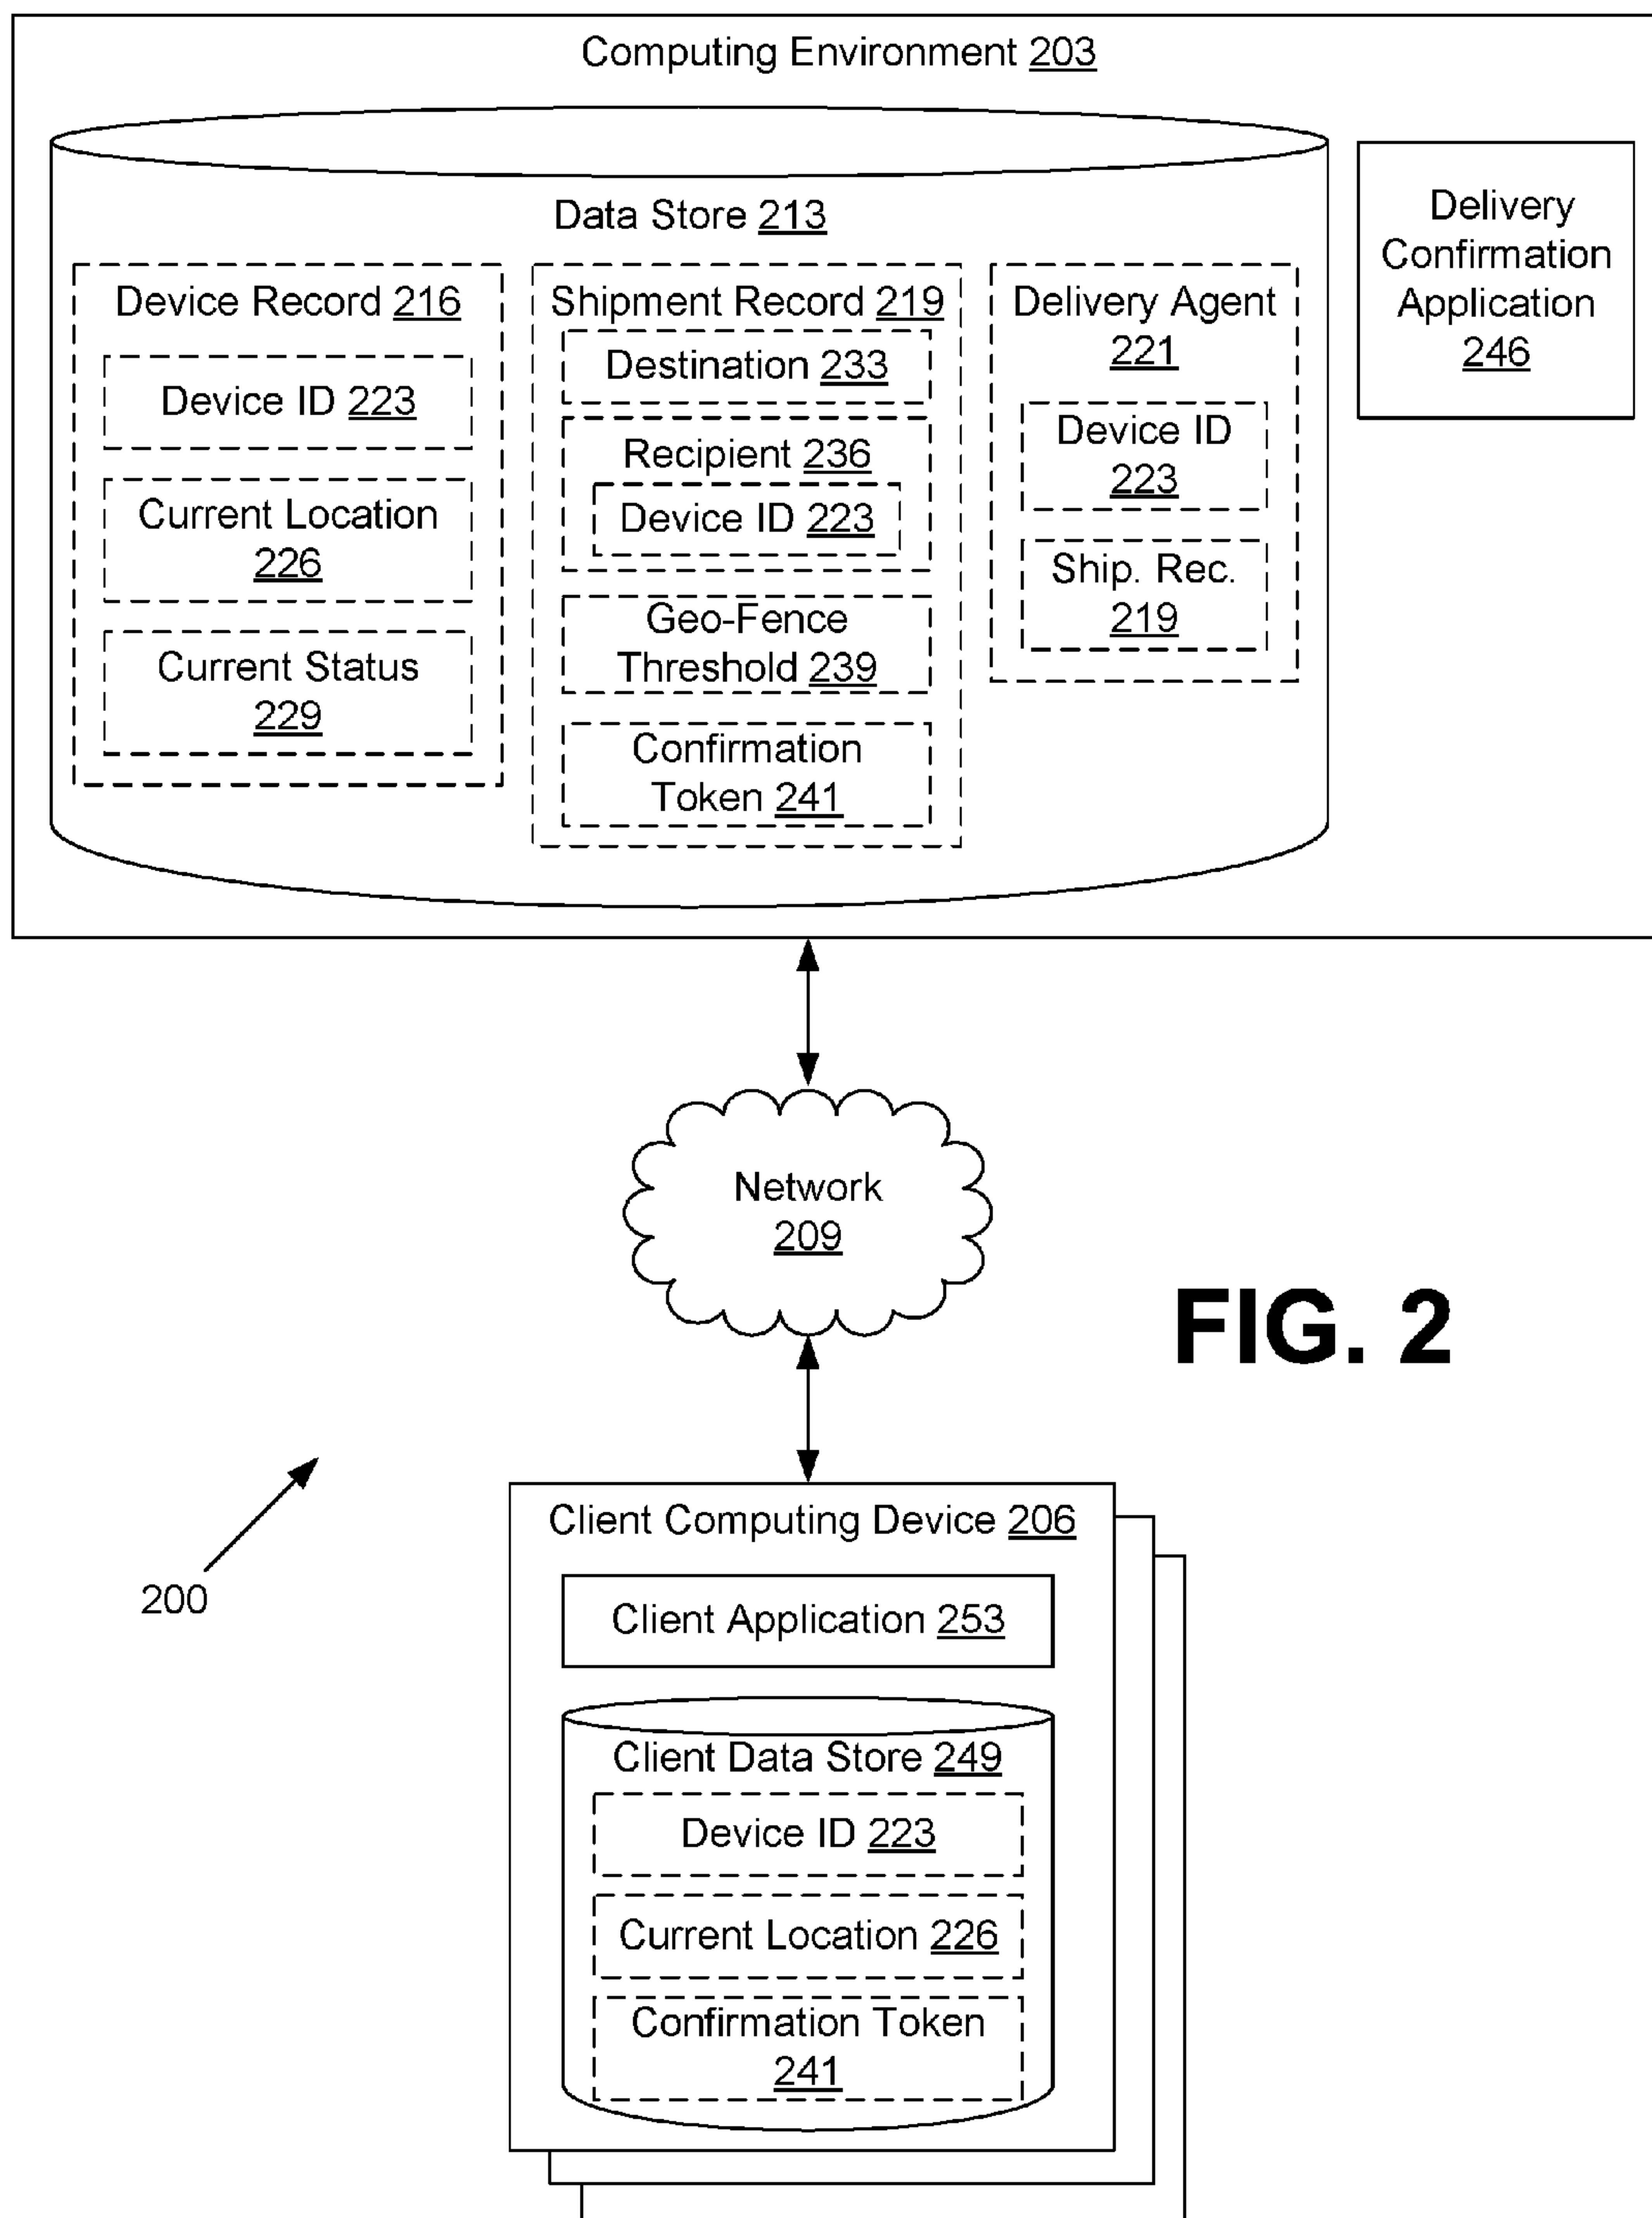 Computing Environment 203
Data Store 213
Device Record 216
Device ID 223
Current Location
226
Current Status
229
Shipment Record 219
Destination 233
Recipient 236
Device ID 223
Geo-Fence
Threshold 239
Confirmation
Token 241
Delivery Agent
221
Device ID
223
Ship. Rec.
219
Delivery
Confirmation
Application
246
Network
209
FIG. 2
200
Client Computing Device 206
Client Application 253
Client Data Store 249
Device ID 223
Current Location 226
Confirmation Token
241